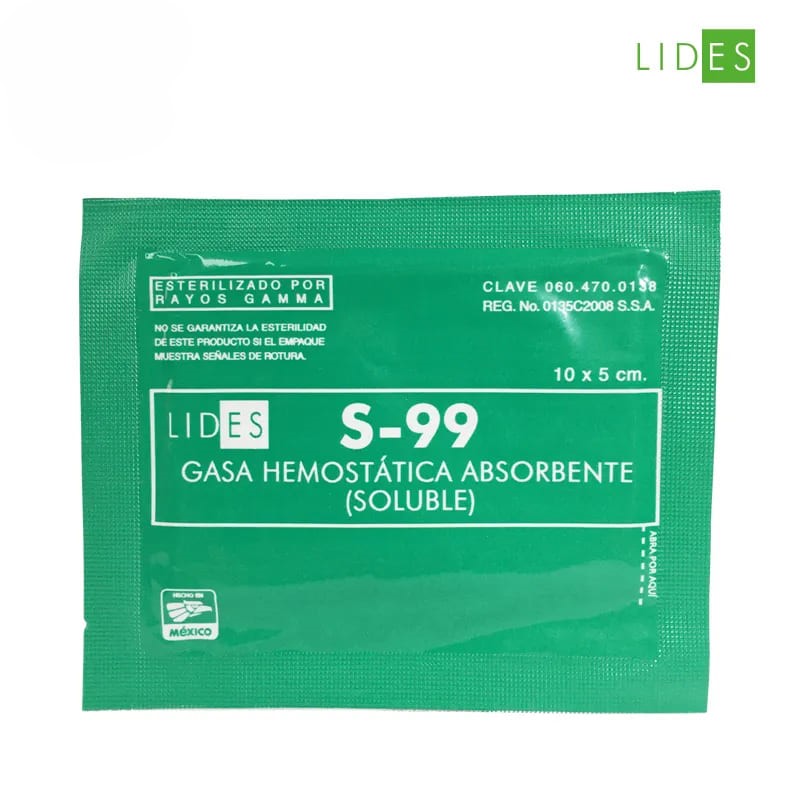 LIDES
ESTERILIZADO POR
RAYOS GAMMA
NO SE GARANTIZA LA ESTERILIDAD
DE ESTE PRODUCTO SI EL EMPAQUE
MUESTRA SEÑALES DE ROTURA.
CLAVE 060.470.0138
REG. No. 0135C2008 S.S.A.
10 x 5 cm.
LIDES
S-99
GASA HEMOSTÁTICA ABSORBENTE
(SOLUBLE)
ABRA POR AQUÍ
HECHO EN
MÉXICO